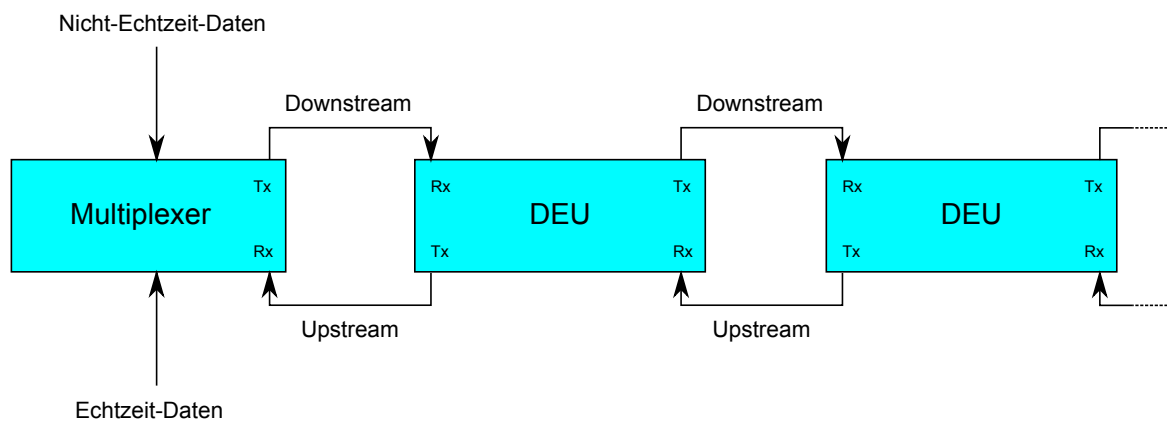 Nicht-Echtzeit-Daten
Downstream
Downstream
Tx
Multiplexer
Rx
Rx
Tx
DEU
Tx
Rx
Rx
Tx
DEU
Tx
Rx
Upstream
Upstream
Echtzeit-Daten